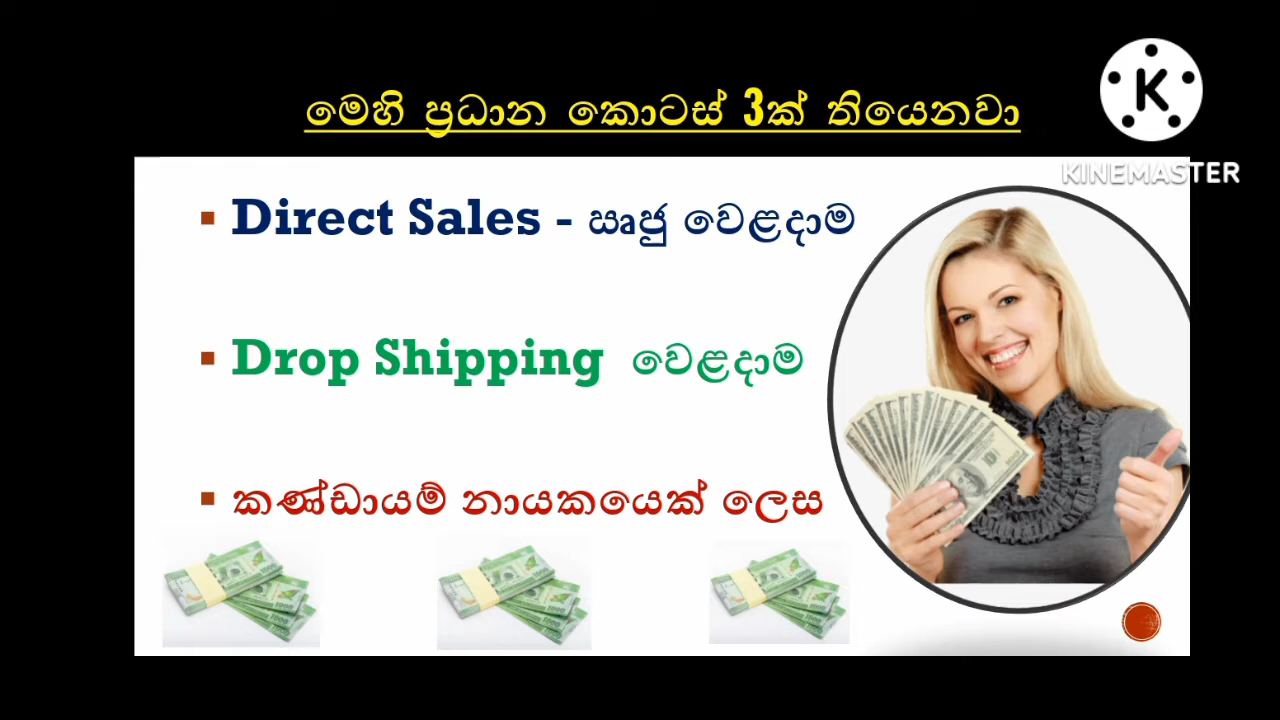 මෙහි ප්‍රධාන කොටස් 3ක් තියෙනවා
K
KINEMASTER
Direct Sales - සෘජු වෙළදාම
Drop Shipping වෙළදාම
කණ්ඩායම් නායකයෙක් ලෙස